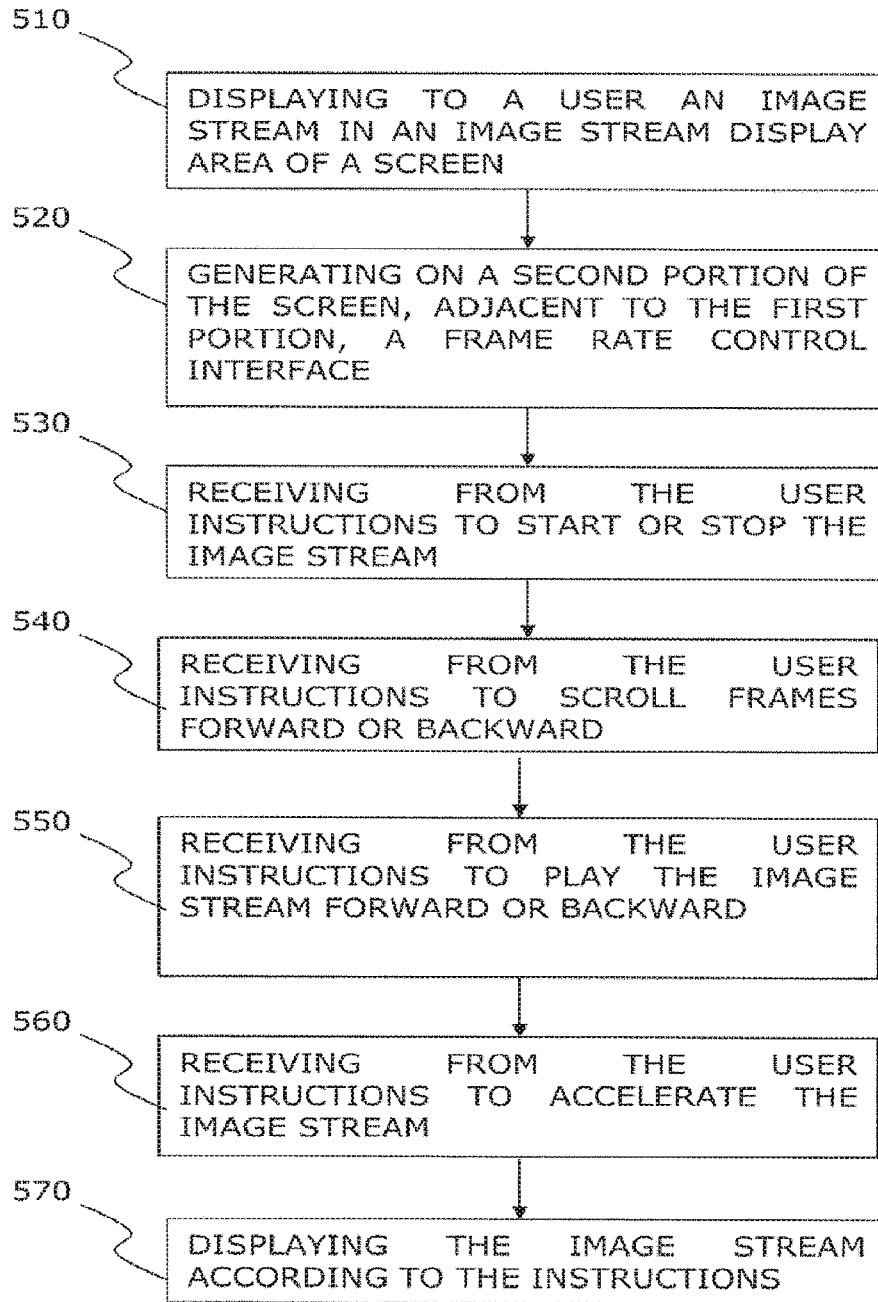 510
DISPLAYING TO A USER AN IMAGE
STREAM IN AN IMAGE STREAM DISPLAY
AREA OF A SCREEN
520
GENERATING ON A SECOND PORTION OF
THE SCREEN, ADJACENT TO THE FIRST
PORTION, A FRAME RATE CONTROL
INTERFACE
530
RECEIVING FROM THE USER
INSTRUCTIONS TO START OR STOP THE
IMAGE STREAM
540
RECEIVING FROM THE USER
INSTRUCTIONS TO SCROLL FRAMES
FORWARD OR BACKWARD
550
RECEIVING FROM THE USER
INSTRUCTIONS TO PLAY THE IMAGE
STREAM FORWARD OR BACKWARD
560
RECEIVING FROM THE USER
INSTRUCTIONS TO ACCELERATE THE
IMAGE STREAM
570
DISPLAYING THE IMAGE STREAM
ACCORDING TO THE INSTRUCTIONS